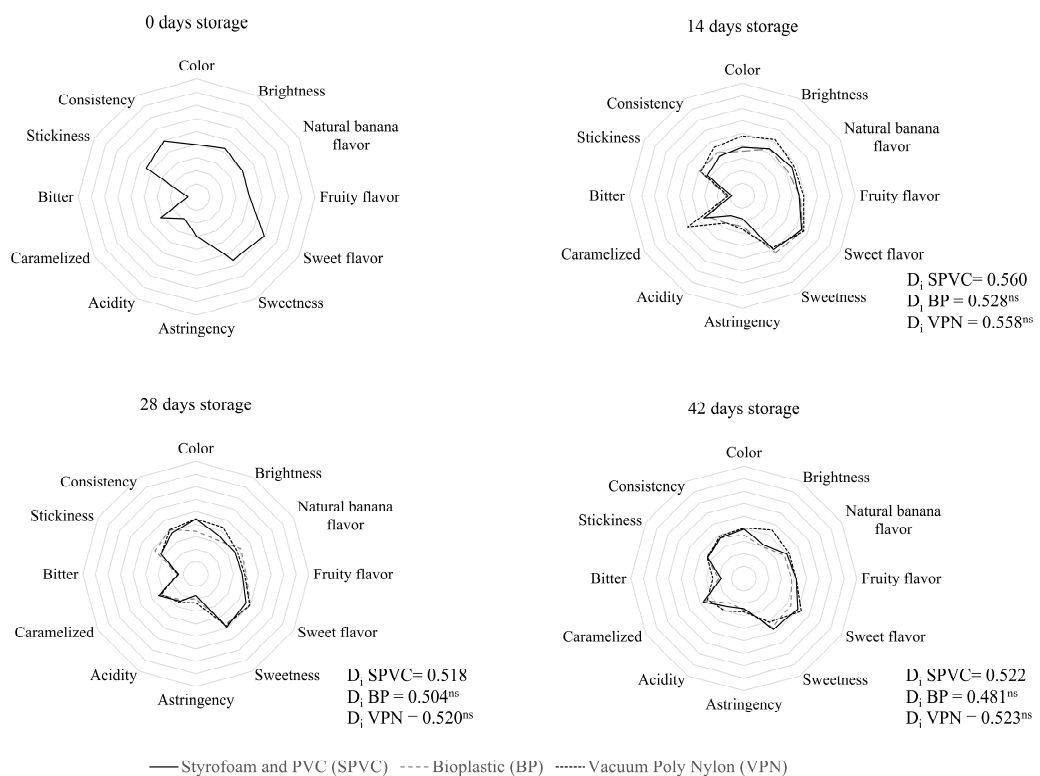 0 days storage
Color
Brightness
Natural banana
flavor
Fruity flavor
Sweet flavor
Sweetness
Astringency
Acidity
Caramelized
Bitter
Stickiness
Consistency
14 days storage
Color
Brightness
Natural banana
flavor
Fruity flavor
Sweet flavor
Sweetness
Astringency
Acidity
Caramelized
Bitter
Stickiness
Consistency
Di SPVC= 0.560
Di BP = 0.528ns
Di VPN = 0.558ns
28 days storage
Color
Brightness
Natural banana
flavor
Fruity flavor
Sweet flavor
Sweetness
Astringency
Acidity
Caramelized
Bitter
Stickiness
Consistency
Di SPVC= 0.518
Di BP = 0.504ns
Di VPN = 0.520ns
42 days storage
Color
Brightness
Natural banana
flavor
Fruity flavor
Sweet flavor
Sweetness
Astringency
Acidity
Caramelized
Bitter
Stickiness
Consistency
Di SPVC= 0.522
Di BP = 0.481ns
Di VPN = 0.523ns
Styrofoam and PVC (SPVC) Bioplastic (BP) Vacuum Poly Nylon (VPN)